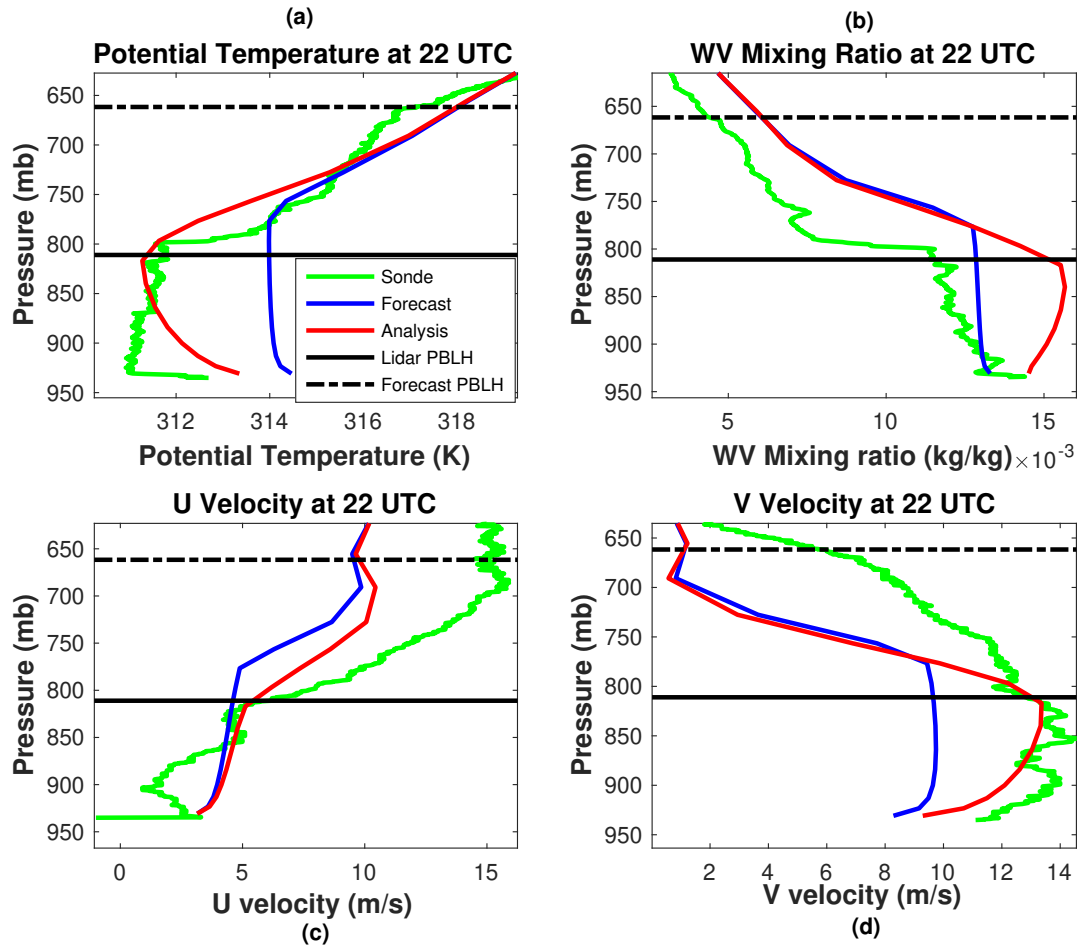 (a)
Potential Temperature at 22 UTC
Pressure (mb)
650
700
750
800
850
900
950
312
314
316
318
Potential Temperature (K)
Sonde
Forecast
Analysis
Lidar PBLH
Forecast PBLH
(b)
WV Mixing Ratio at 22 UTC
Pressure (mb)
650
700
750
800
850
900
950
5
10
15
WV Mixing ratio (kg/kg) ×10⁻³
U Velocity at 22 UTC
Pressure (mb)
650
700
750
800
850
900
950
0
5
10
15
U velocity (m/s)
(c)
V Velocity at 22 UTC
Pressure (mb)
650
700
750
800
850
900
950
2
4
6
8
10
12
14
V velocity (m/s)
(d)